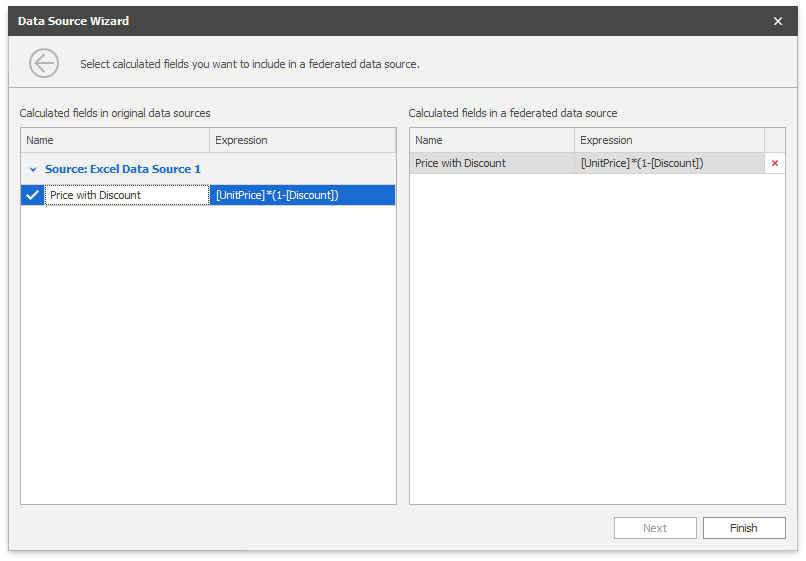 Data Source Wizard
Select calculated fields you want to include in a federated data source.
Calculated fields in original data sources
Name Expression
Source: Excel Data Source 1
Price with Discount [UnitPrice]*(1-[Discount])
Calculated fields in a federated data source
Name Expression
Price with Discount [UnitPrice]*(1-[Discount])
Next Finish